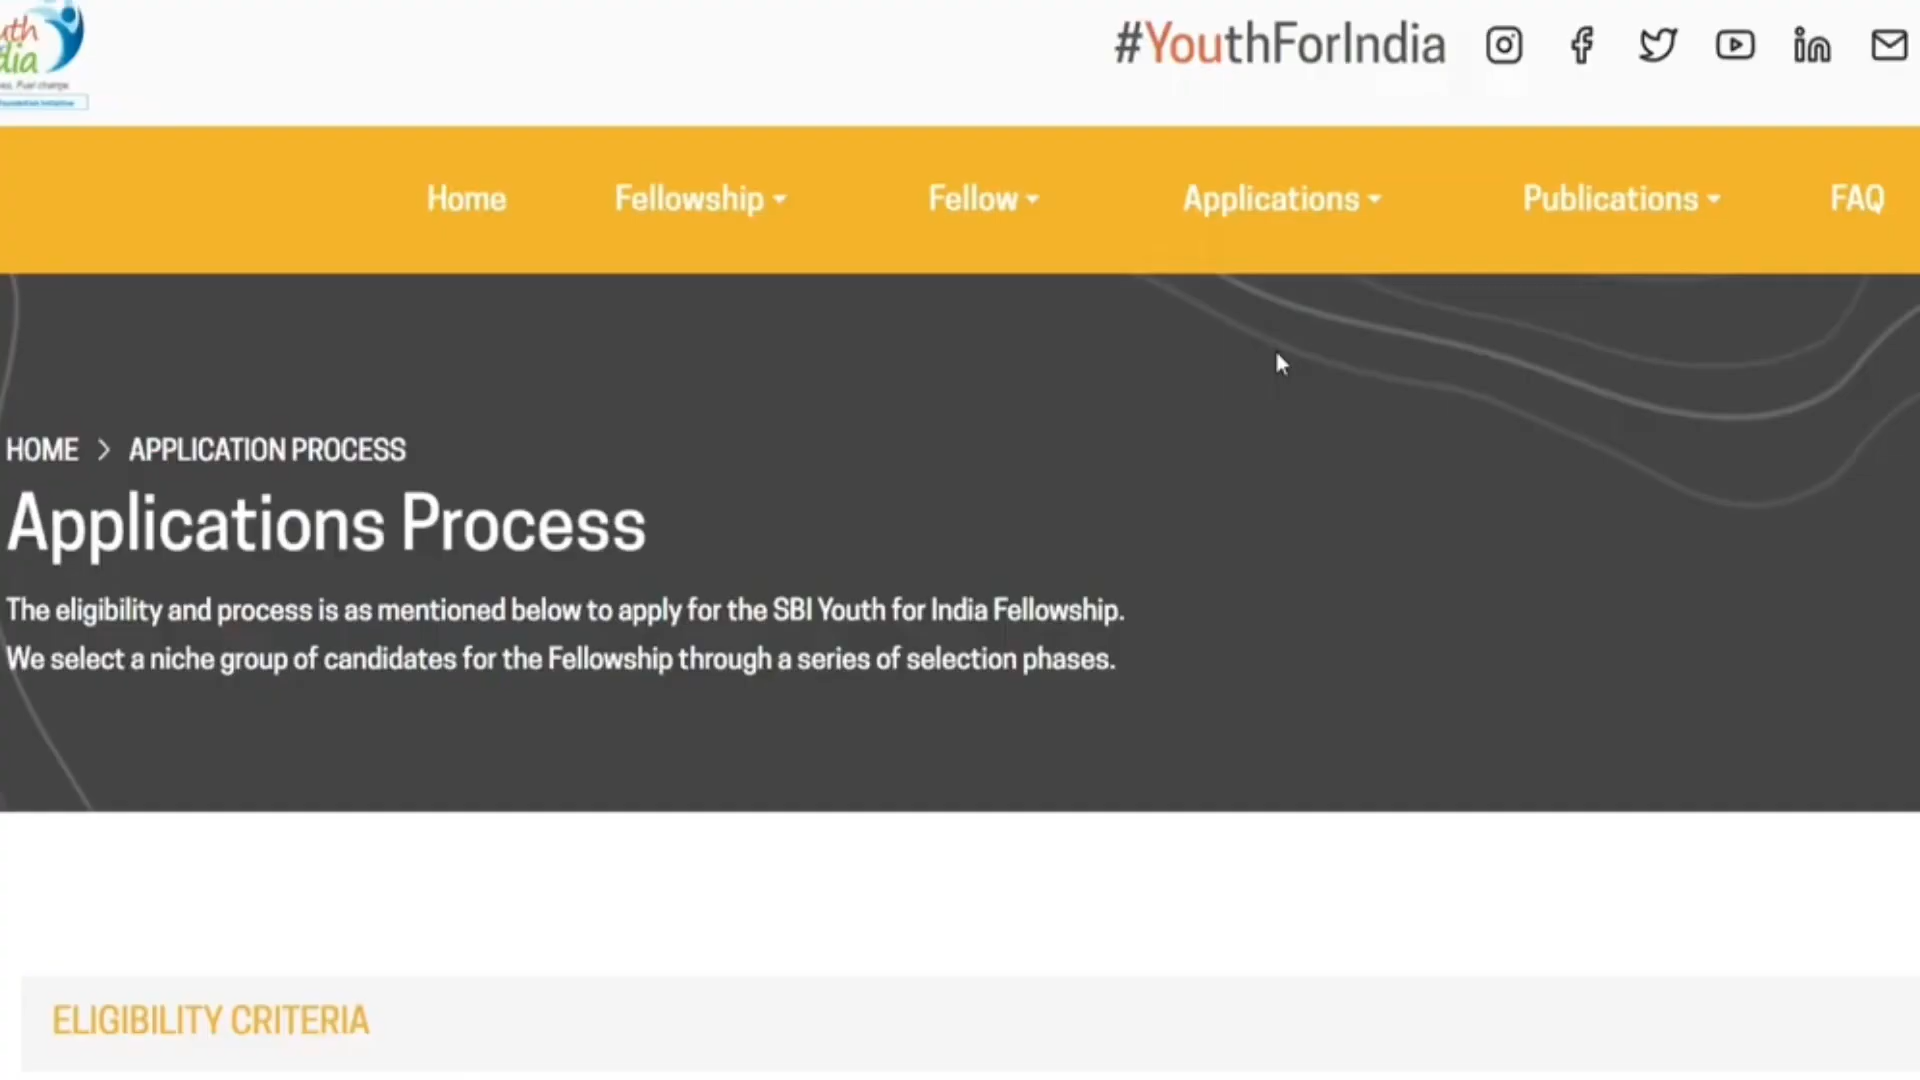 #YouthForIndia
Home Fellowship Fellow Applications Publications FAQ
HOME > APPLICATION PROCESS
Applications Process
The eligibility and process is as mentioned below to apply for the SBI Youth for India Fellowship.
We select a niche group of candidates for the Fellowship through a series of selection phases.
ELIGIBILITY CRITERIA